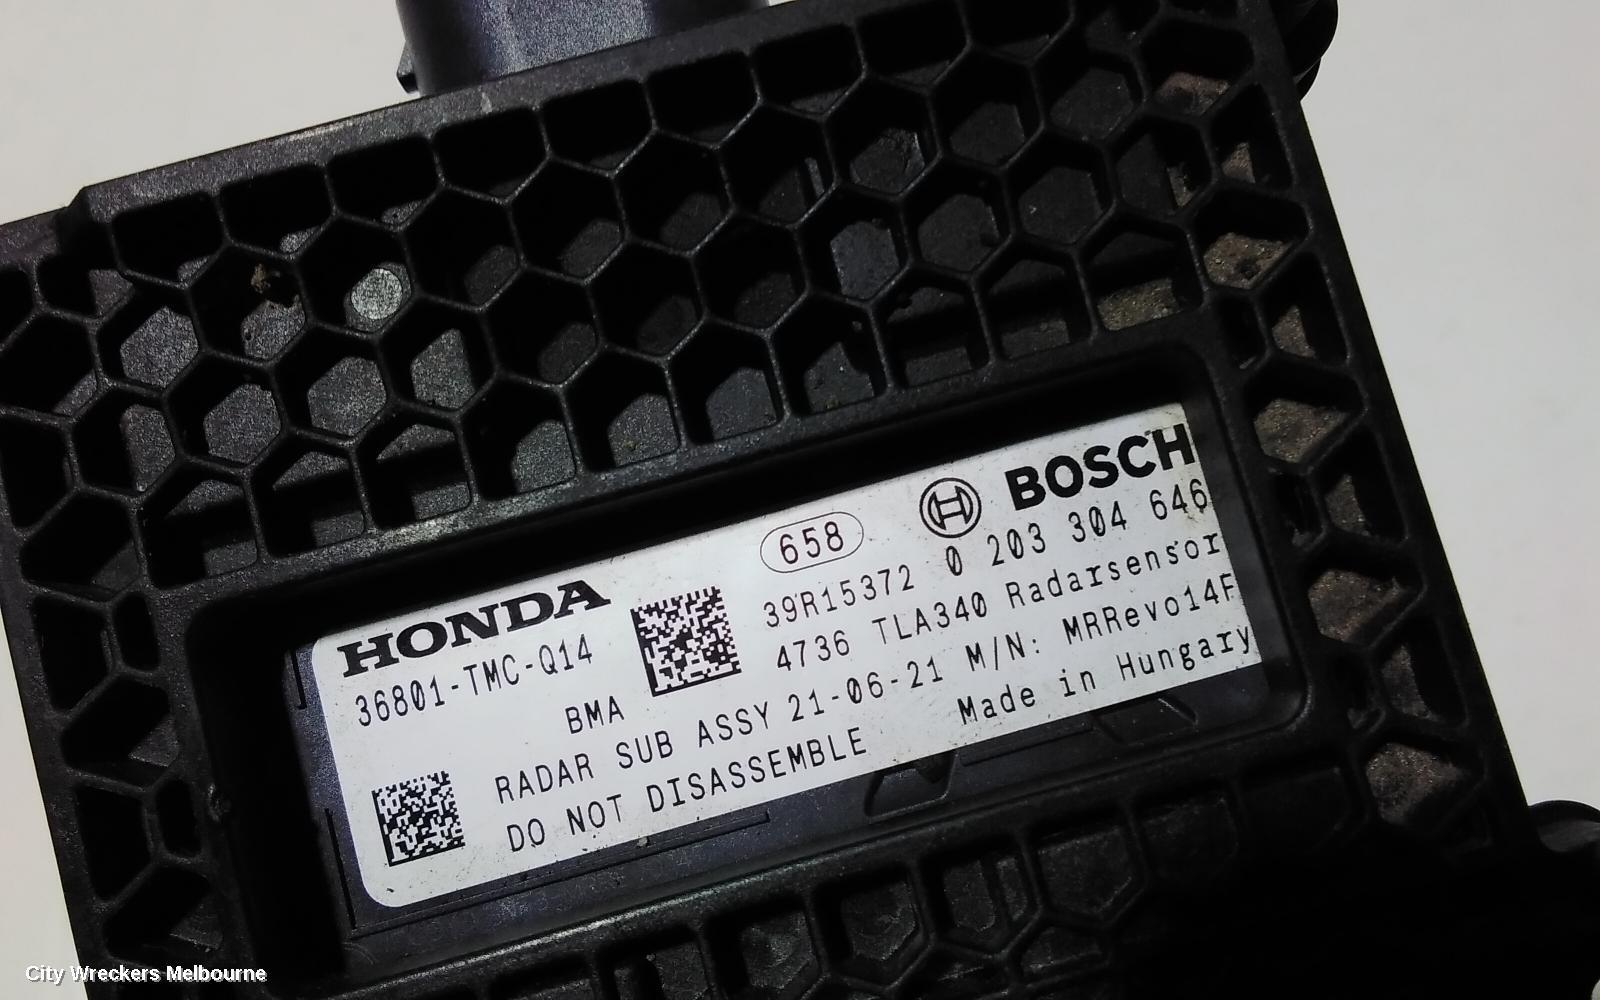 HONDA
36801-TMC-Q14
BMA
RADAR SUB ASSY
DO NOT DISASSEMBLE
658
BOSCH
39R15372 0 203 304 646
4736 TLA340 Radarsensor
21-06-21 M/N: MRRevo14F
Made in Hungary
City Wreckers Melbourne